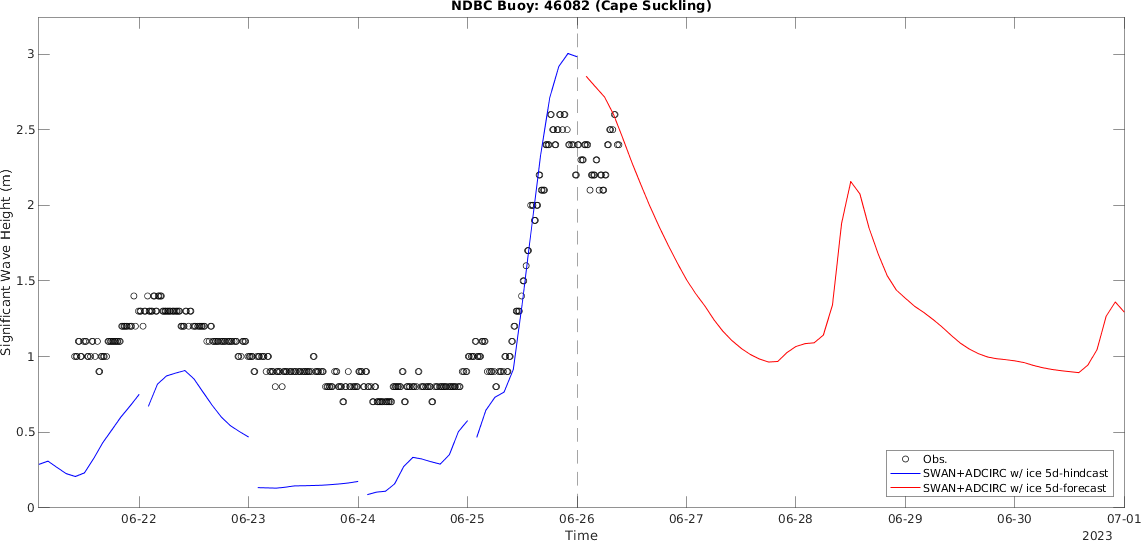 NDBC Buoy: 46082 (Cape Suckling)
Significant Wave Height (m)
3
2.5
2
1.5
1
0.5
0
Obs.
SWAN+ADCIRC w/ ice 5d-hindcast
SWAN+ADCIRC w/ ice 5d-forecast
06-22 06-23 06-24 06-25 06-26 06-27 06-28 06-29 06-30 07-01
Time
2023